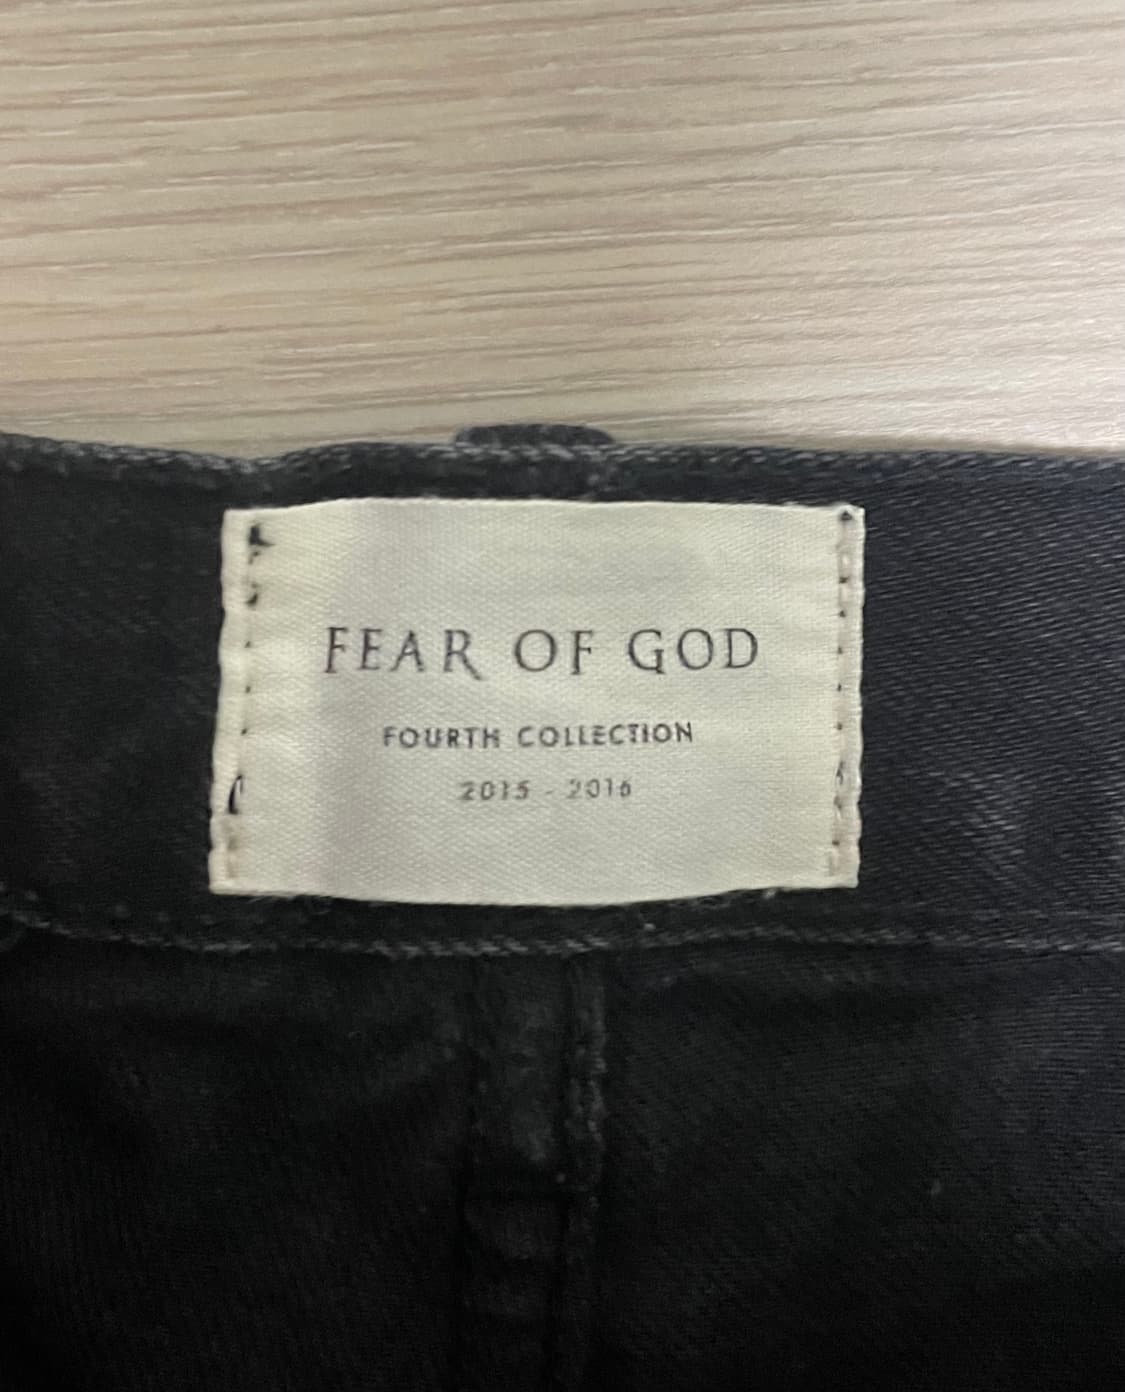 FEAR OF GOD
FOURTH COLLECTION
2015 - 2016